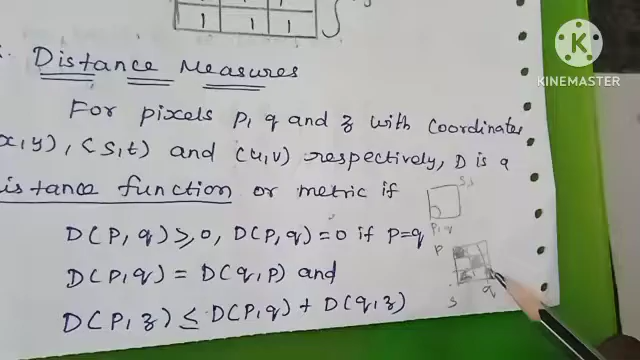 1 1 1
Distance Measures
KINEMASTER
For pixels p, q and z with coordinates
(x,y), (s,t) and (u,v) respectively, D is a
distance function or metric if
s,t
p,q
D(p,q) ≥ 0, D(p,q) = 0 if p=q
p
D(p,q) = D(q,p) and
s q
D(p,z) ≤ D(p,q) + D(q,z)